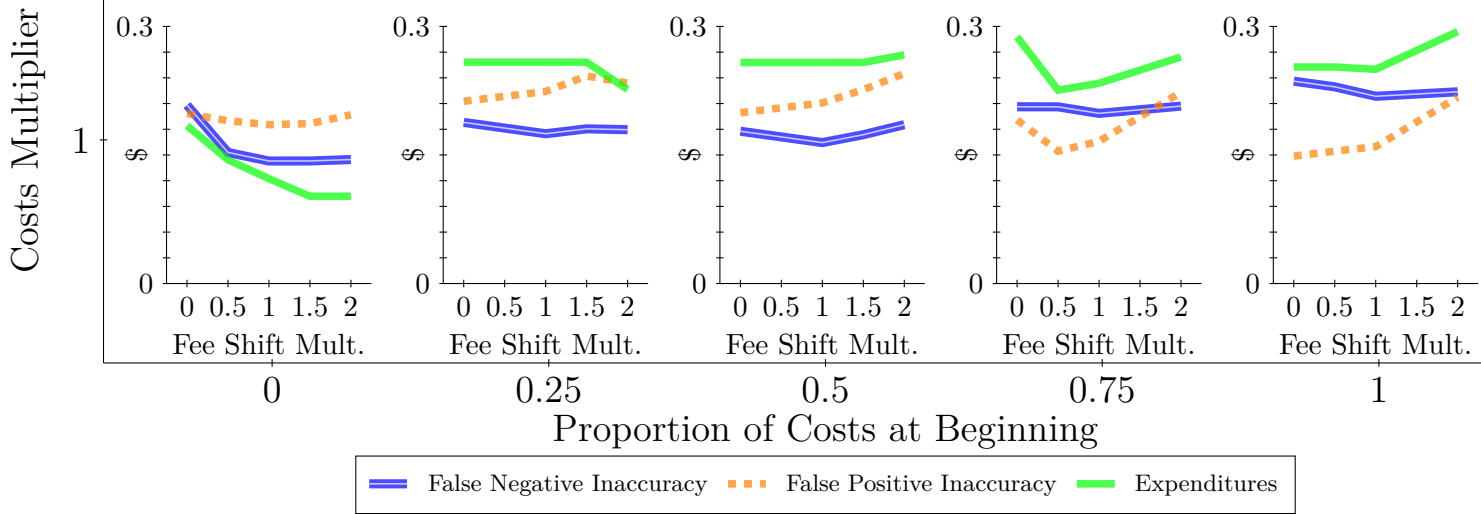 Costs Multiplier
1
0.3
0
$
0 0.5 1 1.5 2
Fee Shift Mult.
0.3
0
$
0 0.5 1 1.5 2
Fee Shift Mult.
0.3
0
$
0 0.5 1 1.5 2
Fee Shift Mult.
0.3
0
$
0 0.5 1 1.5 2
Fee Shift Mult.
0.3
0
$
0 0.5 1 1.5 2
Fee Shift Mult.
0 0.25 0.5 0.75 1
Proportion of Costs at Beginning
False Negative Inaccuracy False Positive Inaccuracy Expenditures